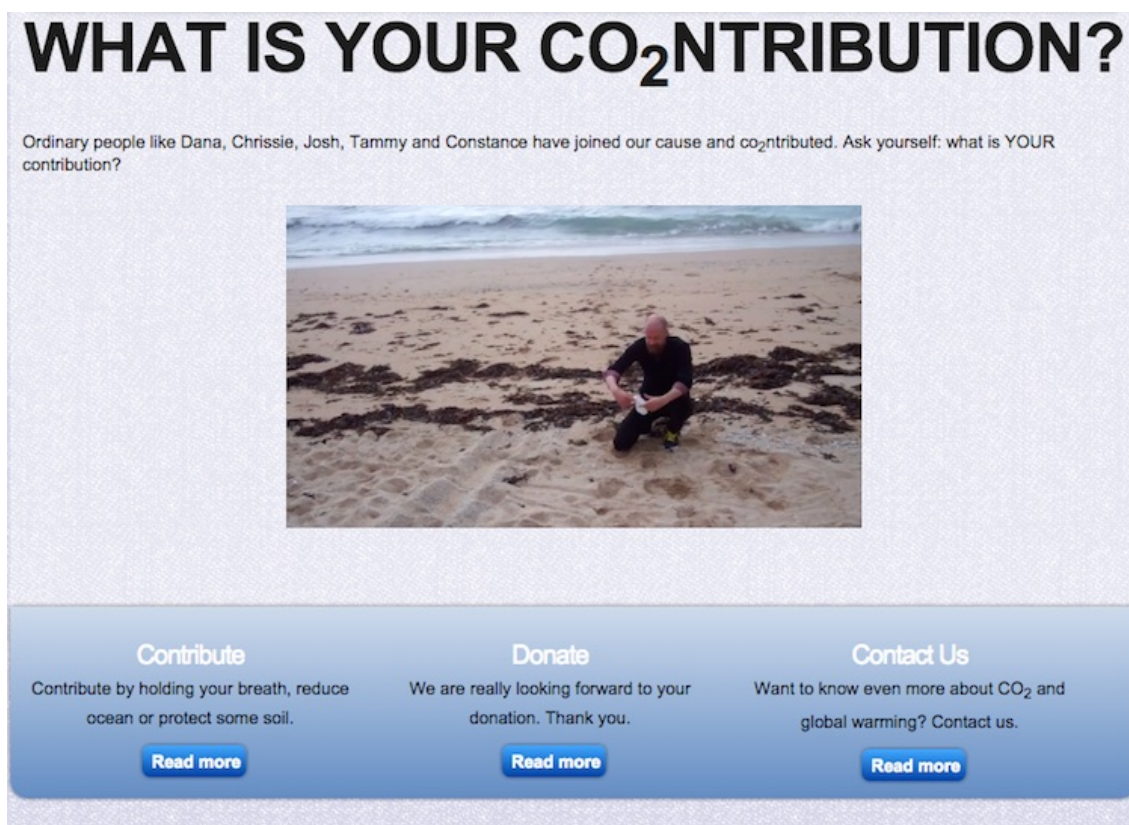 WHAT IS YOUR CO₂NTRIBUTION?
Ordinary people like Dana, Chrissie, Josh, Tammy and Constance have joined our cause and co₂ntributed. Ask yourself: what is YOUR
contribution?
Contribute
Contribute by holding your breath, reduce
ocean or protect some soil.
Read more
Donate
We are really looking forward to your
donation. Thank you.
Read more
Contact Us
Want to know even more about CO₂ and
global warming? Contact us.
Read more